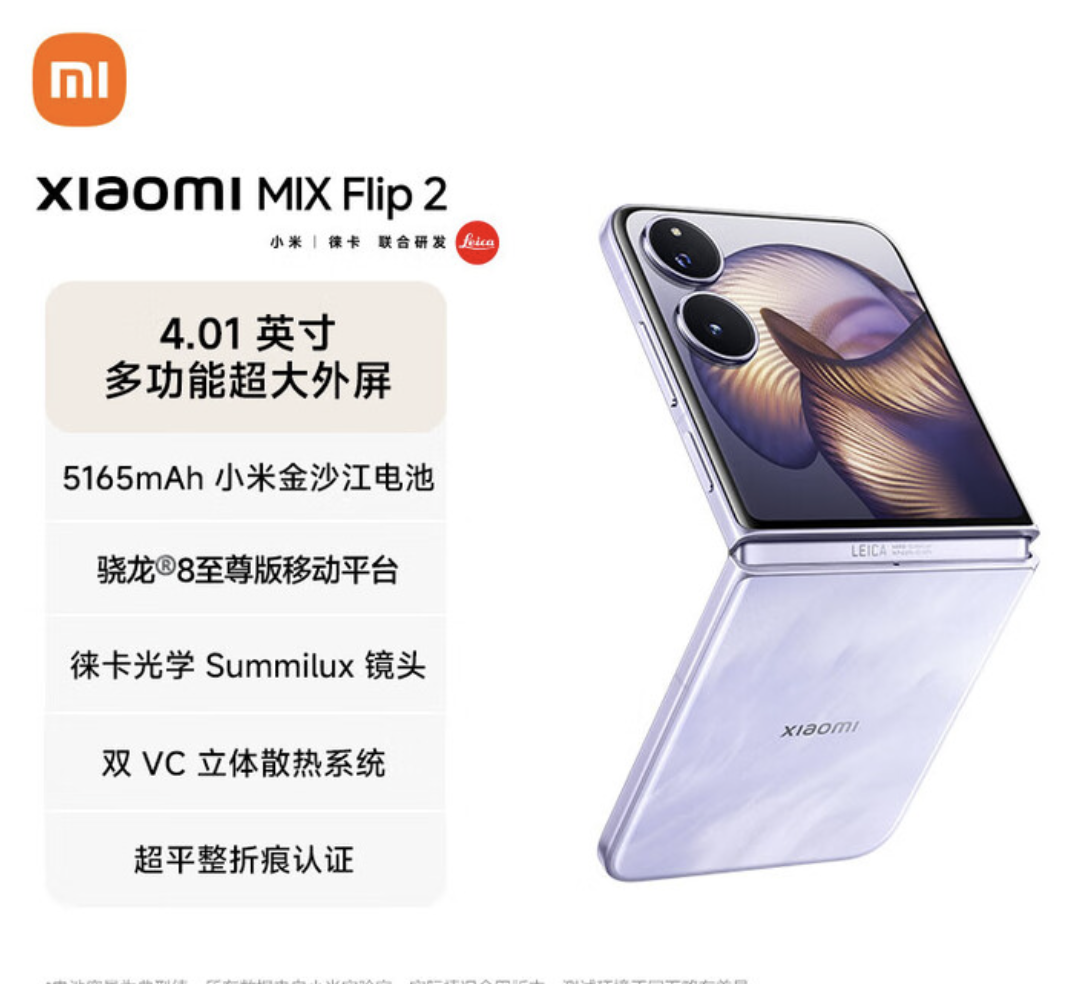 mi
xiaomi MIX Flip 2
小米 | 徕卡 联合研发 Leica
4.01 英寸
多功能超大外屏
5165mAh 小米金沙江电池
骁龙®8至尊版移动平台
徕卡光学 Summilux 镜头
双 VC 立体散热系统
超平整折痕认证
LEICA
xiaomi